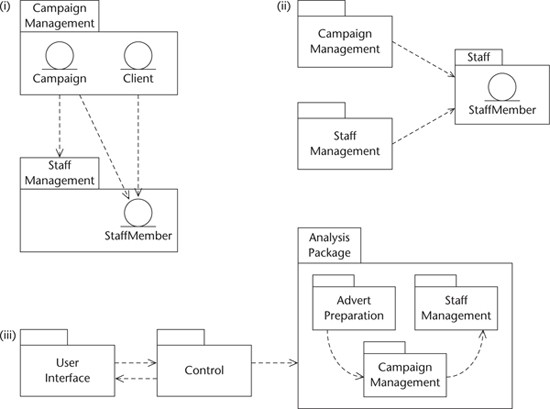 (i)
Campaign
Management
Campaign
Client
Staff
Management
StaffMember
(ii)
Campaign
Management
Staff
Management
Staff
StaffMember
(iii)
User
Interface
Control
Analysis
Package
Advert
Preparation
Staff
Management
Campaign
Management